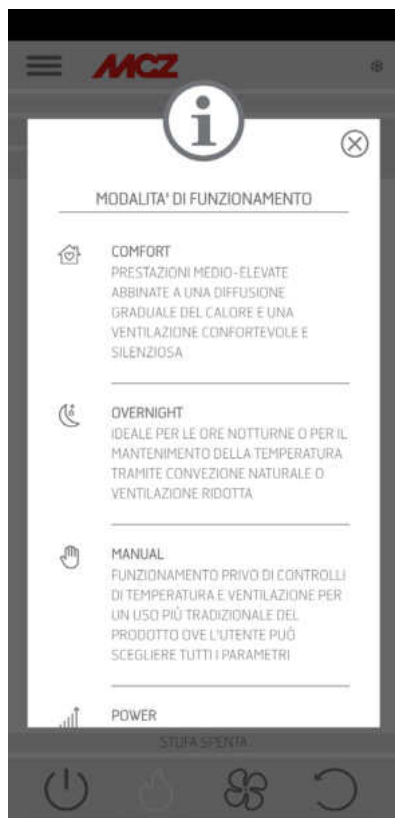 MCZ
MODALITA' DI FUNZIONAMENTO
COMFORT
PRESTAZIONI MEDIO-ELEVATE
ABBINATE A UNA DIFFUSIONE
GRADUALE DEL CALORE E UNA
VENTILAZIONE CONFORTEVOLE E
SILENZIOSA
OVERNIGHT
IDEALE PER LE ORE NOTTURNE O PER IL
MANTENIMENTO DELLA TEMPERATURA
TRAMITE CONVEZIONE NATURALE O
VENTILAZIONE RIDOTTA
MANUAL
FUNZIONAMENTO PRIVO DI CONTROLLI
DI TEMPERATURA E VENTILAZIONE PER
UN USO PIÙ TRADIZIONALE DEL
PRODOTTO OVE L'UTENTE PUÒ
SCEGLIERE TUTTI I PARAMETRI
POWER
STUFA SPENTA